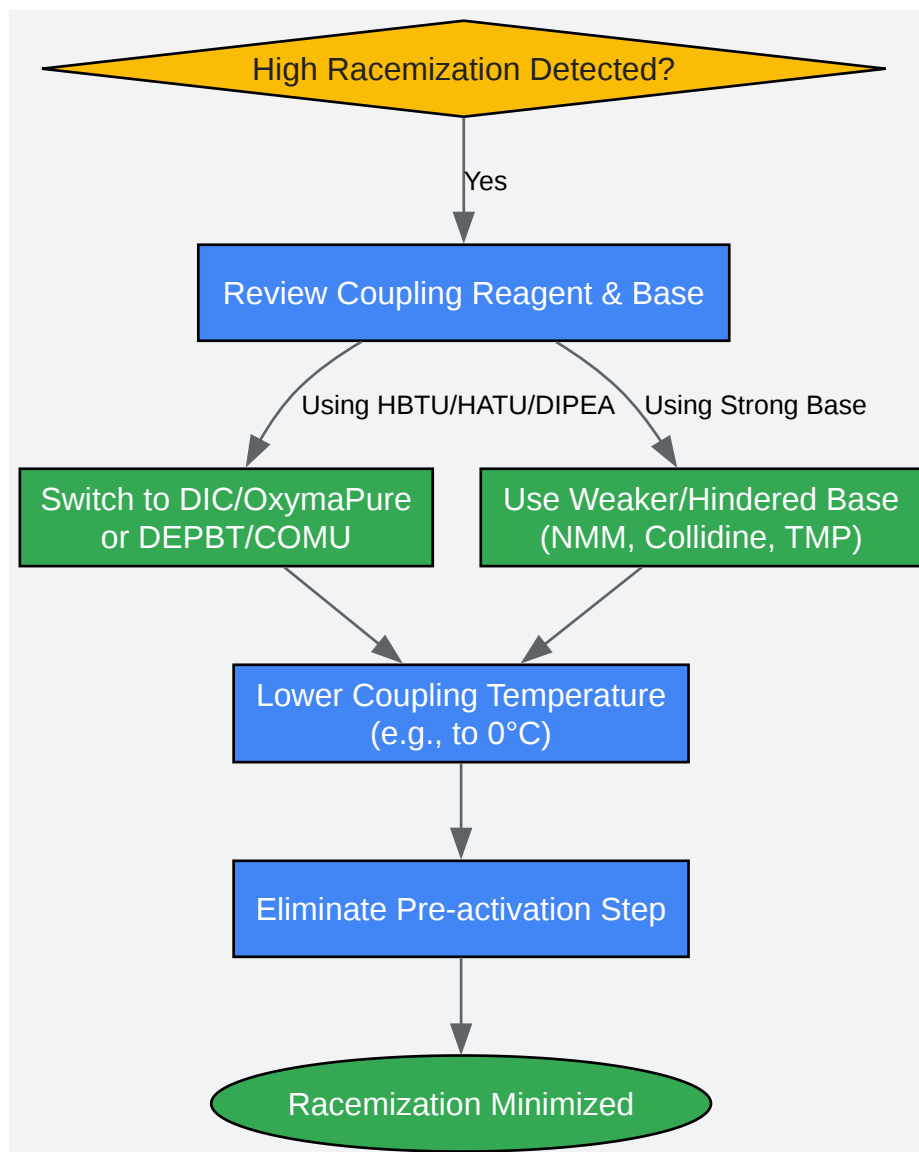 High Racemization Detected?
Yes
Review Coupling Reagent & Base
Using HBTU/HATU/DIPEA
Using Strong Base
Switch to DIC/OxymaPure
or DEPBT/COMU
Use Weaker/Hindered Base
(NMM, Collidine, TMP)
Lower Coupling Temperature
(e.g., to 0°C)
Eliminate Pre-activation Step
Racemization Minimized